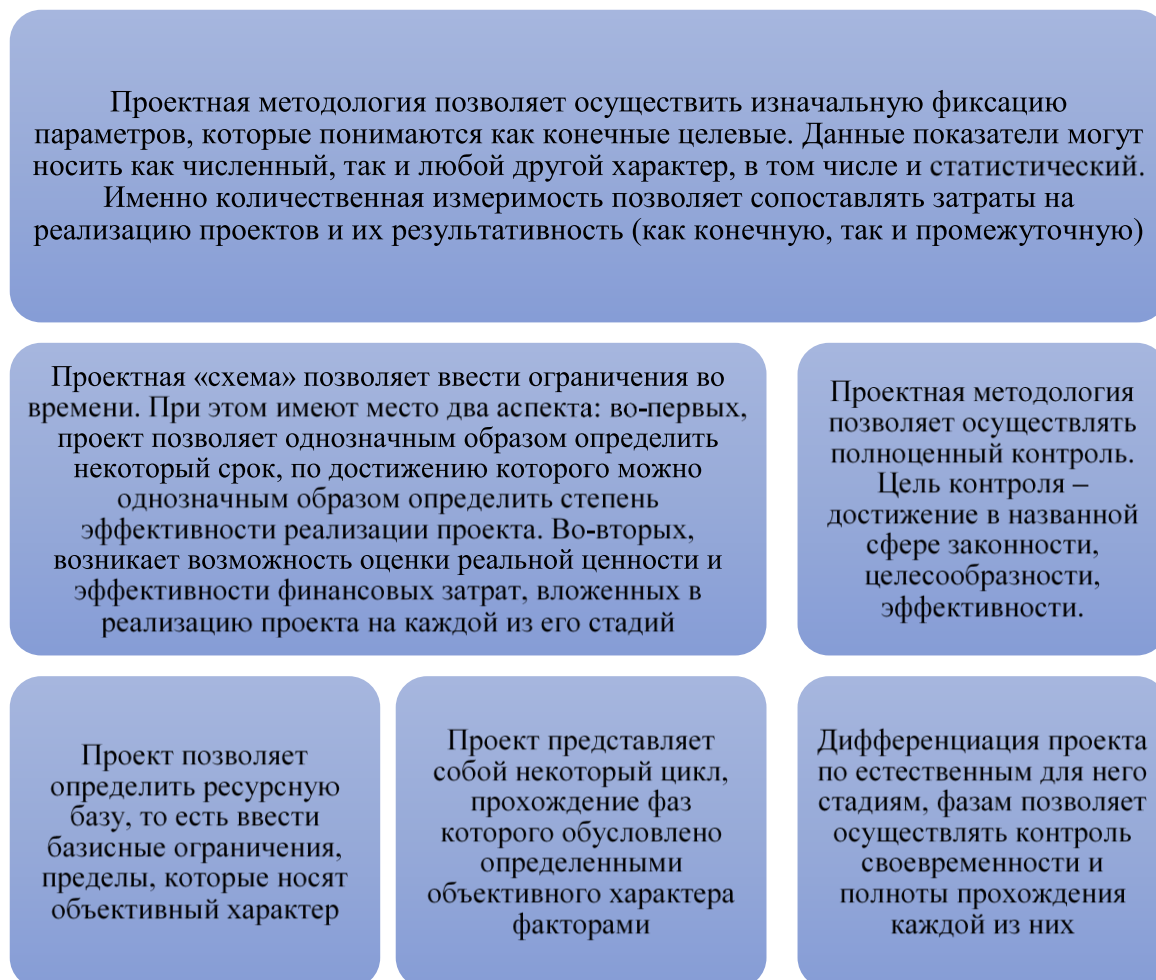 Проектная методология позволяет осуществить изначальную фиксацию
параметров, которые понимаются как конечные целевые. Данные показатели могут
носить как численный, так и любой другой характер, в том числе и статистический.
Именно количественная измеримость позволяет сопоставлять затраты на
реализацию проектов и их результативность (как конечную, так и промежуточную)
Проектная «схема» позволяет ввести ограничения во
времени. При этом имеют место два аспекта: во-первых,
проект позволяет однозначным образом определить
некоторый срок, по достижению которого можно
однозначным образом определить степень
эффективности реализации проекта. Во-вторых,
возникает возможность оценки реальной ценности и
эффективности финансовых затрат, вложенных в
реализацию проекта на каждой из его стадий
Проектная методология
позволяет осуществлять
полноценный контроль.
Цель контроля –
достижение в названной
сфере законности,
целесообразности,
эффективности.
Проект позволяет
определить ресурсную
базу, то есть ввести
базисные ограничения,
пределы, которые носят
объективный характер
Проект представляет
собой некоторый цикл,
прохождение фаз
которого обусловлено
определенными
объективного характера
факторами
Дифференциация проекта
по естественным для него
стадиям, фазам позволяет
осуществлять контроль
своевременности и
полноты прохождения
каждой из них